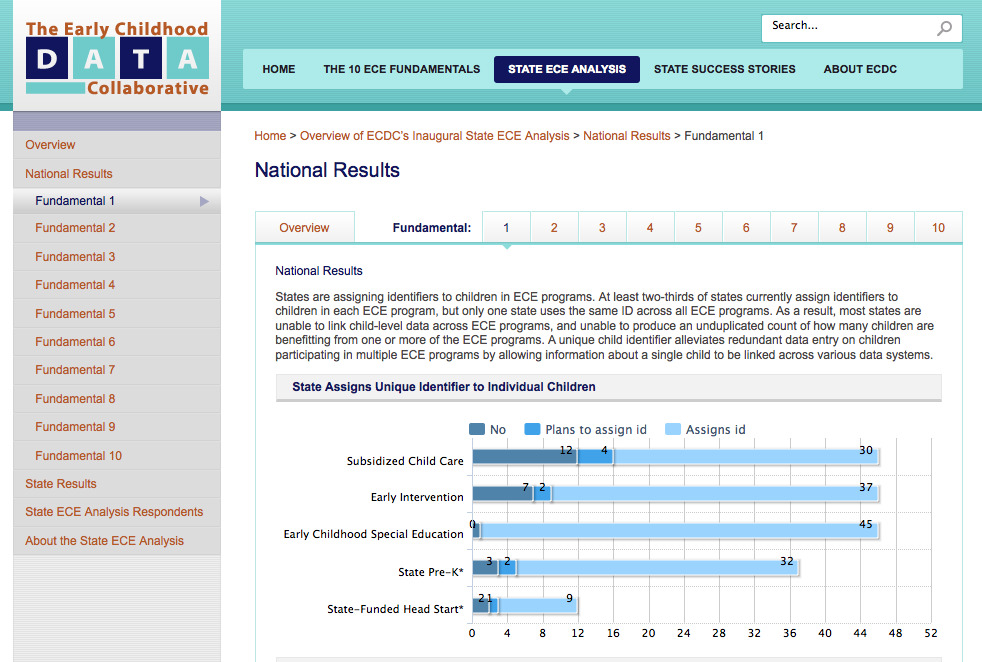 The Early Childhood
DATA
Collaborative
Search...
HOME THE 10 ECE FUNDAMENTALS STATE ECE ANALYSIS STATE SUCCESS STORIES ABOUT ECDC
Overview
National Results
Fundamental 1
Fundamental 2
Fundamental 3
Fundamental 4
Fundamental 5
Fundamental 6
Fundamental 7
Fundamental 8
Fundamental 9
Fundamental 10
State Results
State ECE Analysis Respondents
About the State ECE Analysis
Home > Overview of ECDC's Inaugural State ECE Analysis > National Results > Fundamental 1
National Results
Overview Fundamental: 1 2 3 4 5 6 7 8 9 10
National Results
States are assigning identifiers to children in ECE programs. At least two-thirds of states currently assign identifiers to
children in each ECE program, but only one state uses the same ID across all ECE programs. As a result, most states are
unable to link child-level data across ECE programs, and unable to produce an unduplicated count of how many children are
benefitting from one or more of the ECE programs. A unique child identifier alleviates redundant data entry on children
participating in multiple ECE programs by allowing information about a single child to be linked across various data systems.
State Assigns Unique Identifier to Individual Children
No Plans to assign id Assigns id
Subsidized Child Care 12 4 30
Early Intervention 7 2 37
Early Childhood Special Education 0 45
State Pre-K* 3 2 32
State-Funded Head Start* 2 1 9
0 4 8 12 16 20 24 28 32 36 40 44 48 52